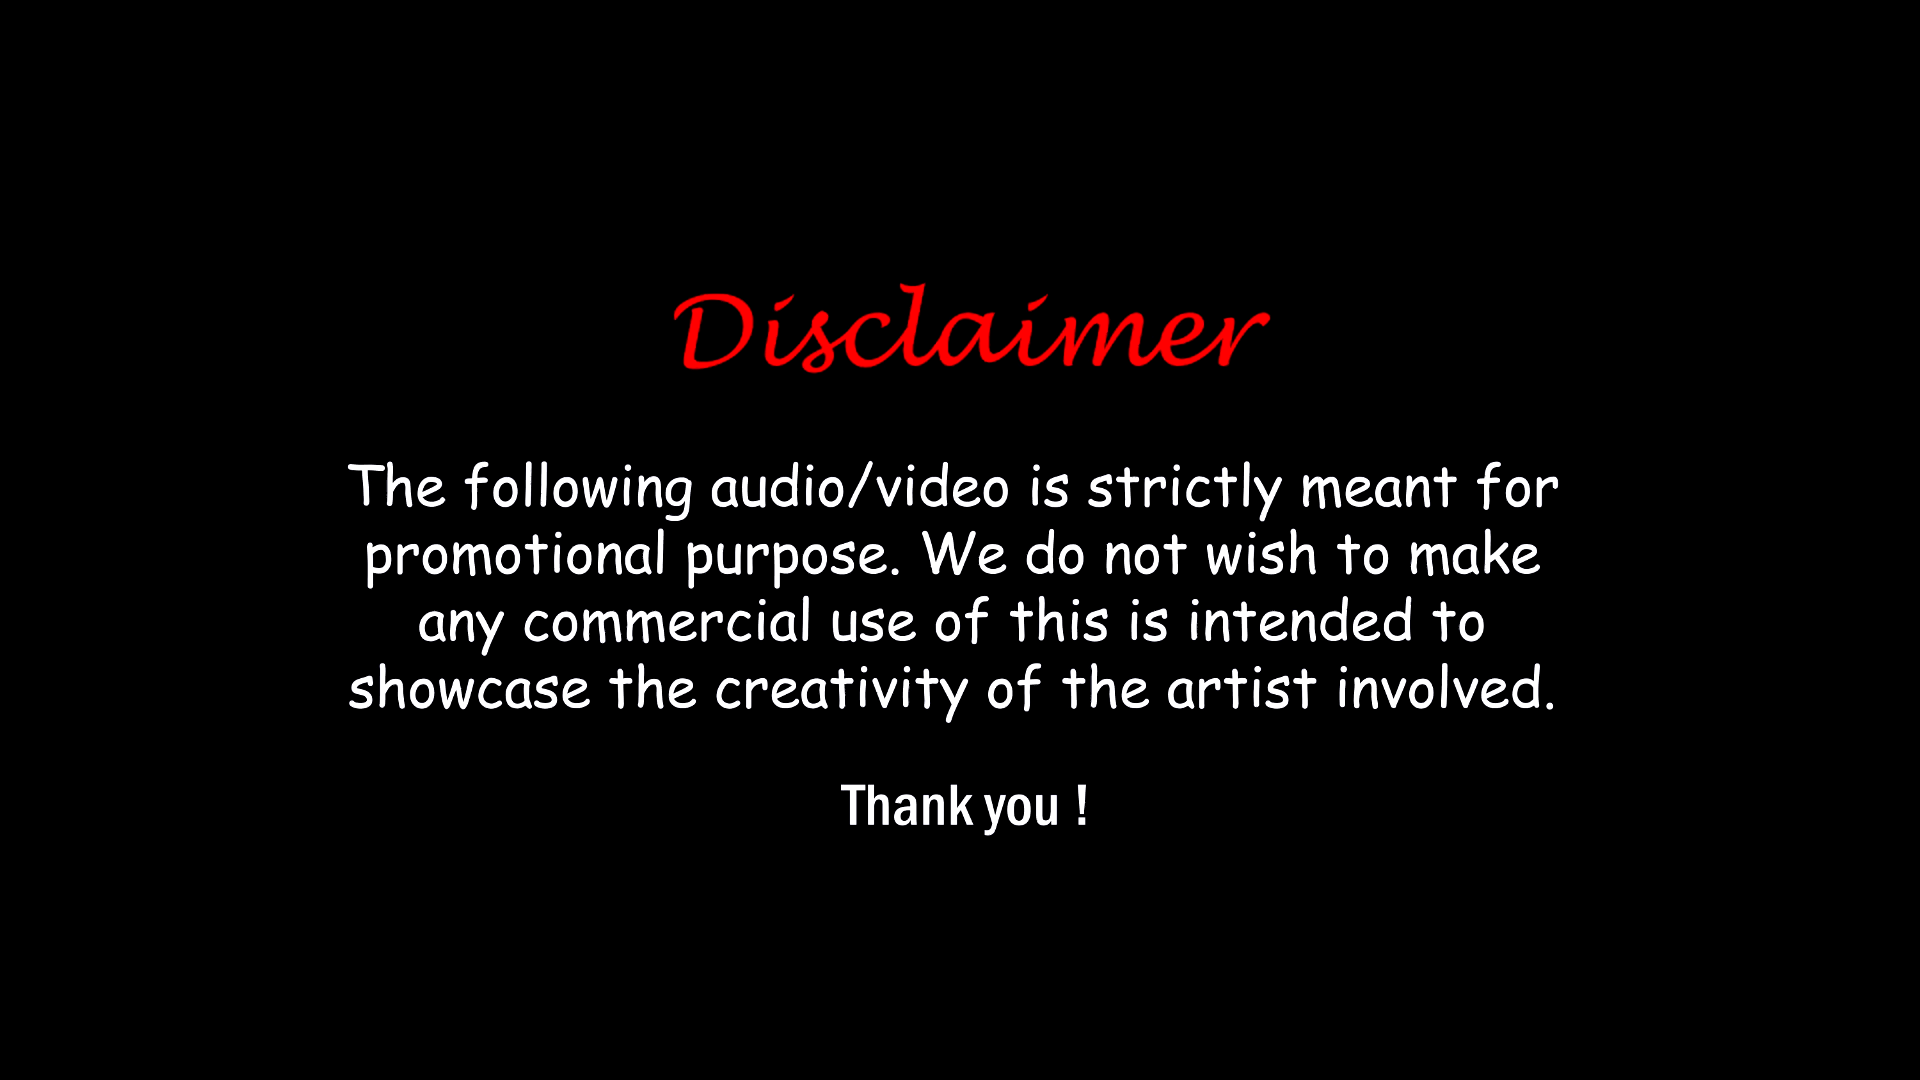 Disclaimer
The following audio/video is strictly meant for
promotional purpose. We do not wish to make
any commercial use of this is intended to
showcase the creativity of the artist involved.
Thank you !